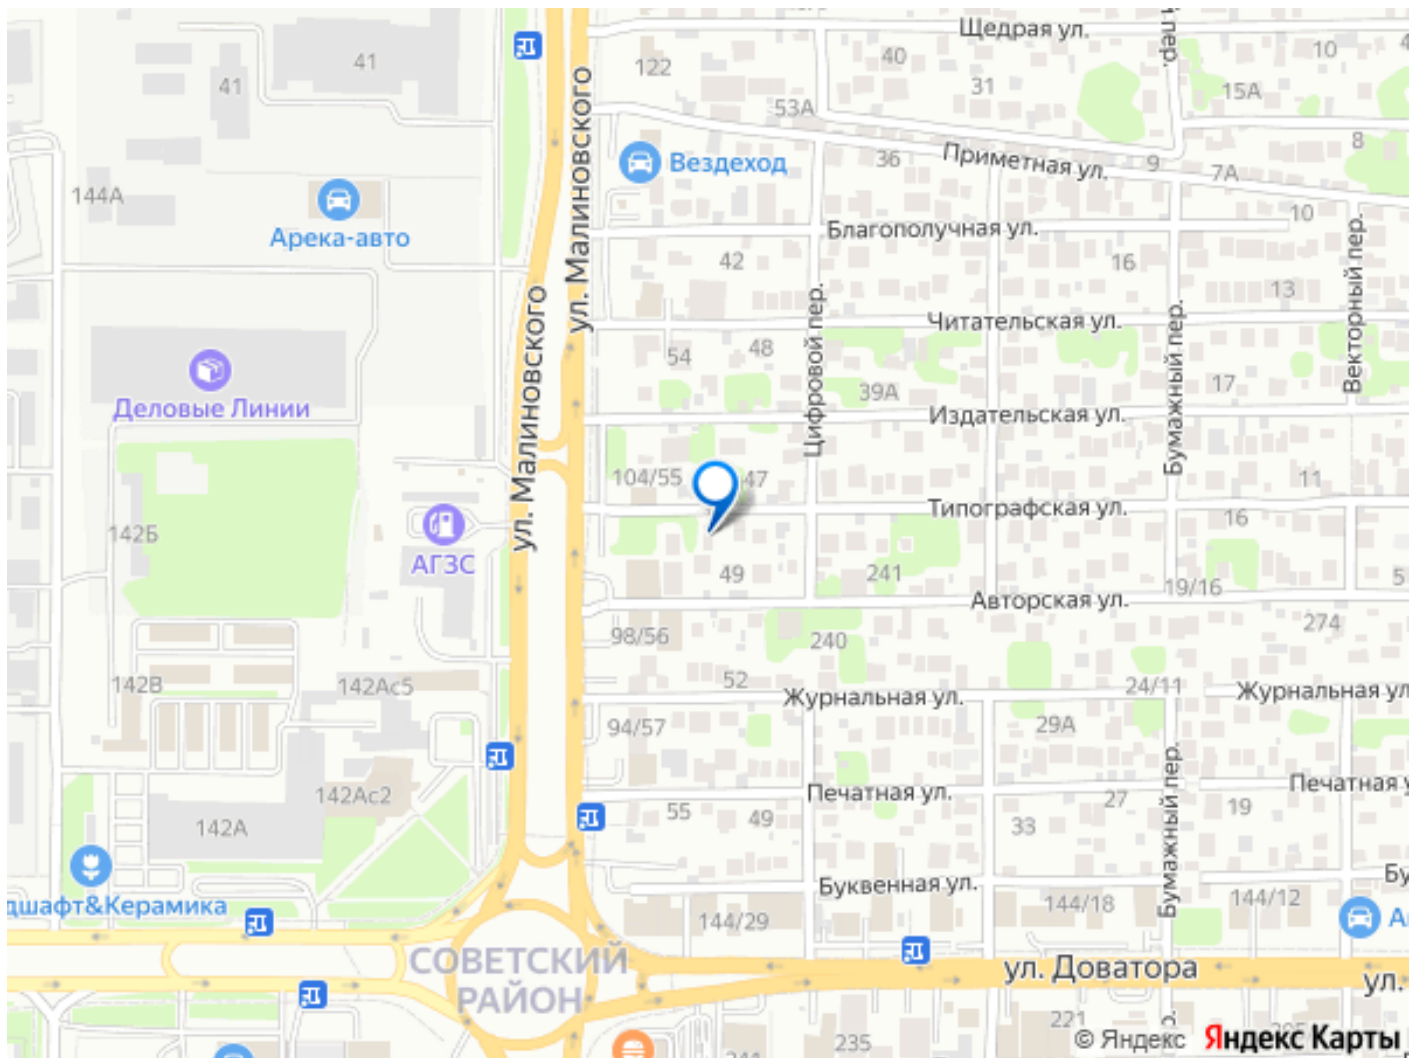 Щедрая ул.
пер.
41
41
122
40
31
10
15А
53А
Вездеход
36
Приметная ул.
9
7А
8
144А
Арека-авто
ул. Малиновского
Благополучная ул.
10
42
16
13
Векторный пер.
ул. Малиновского
Цифровой пер.
Читательская ул.
Бумажный пер.
54
48
39А
17
Деловые Линии
Издательская ул.
104/55
47
11
142Б
АГЗС
Типографская ул.
16
49
241
19/16
5
Авторская ул.
98/56
240
274
142В
142Ас5
52
Журнальная ул.
24/11
Журнальная ул
94/57
29А
142Ас2
142А
55
49
Печатная ул.
27
33
19
Печатная у
Бумажный пер.
дшафт&Керамика
Буквенная ул.
144/29
144/18
144/12
Бу
СОВЕТСКИЙ
РАЙОН
ул. Доватора
ул.
235
221
© Яндекс
Яндекс Карты